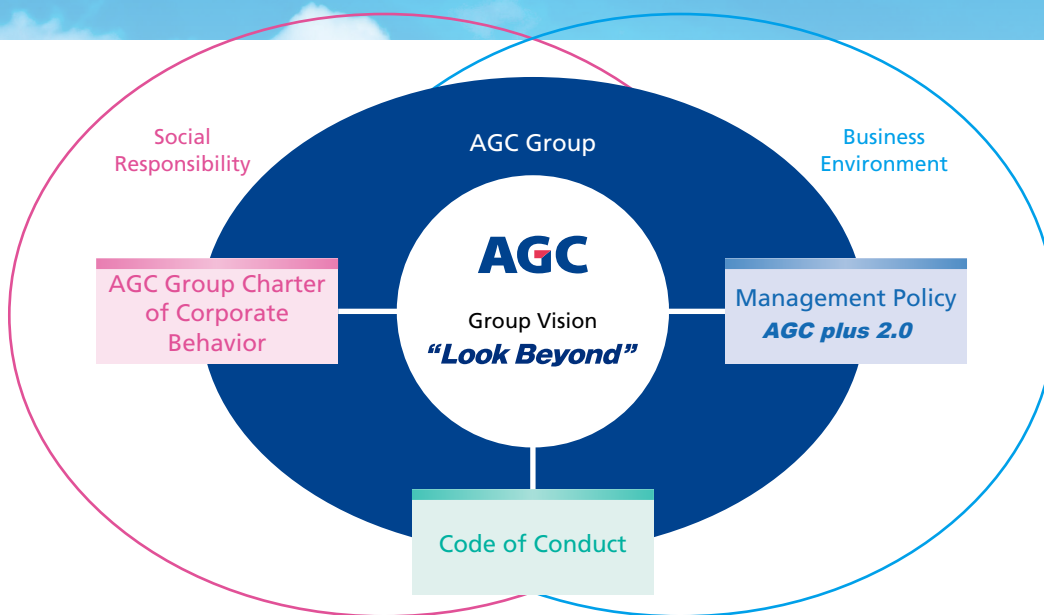 Social
Responsibility
AGC Group
Business
Environment
AGC
Group Vision
“Look Beyond”
AGC Group Charter
of Corporate
Behavior
Management Policy
AGC plus 2.0
Code of Conduct